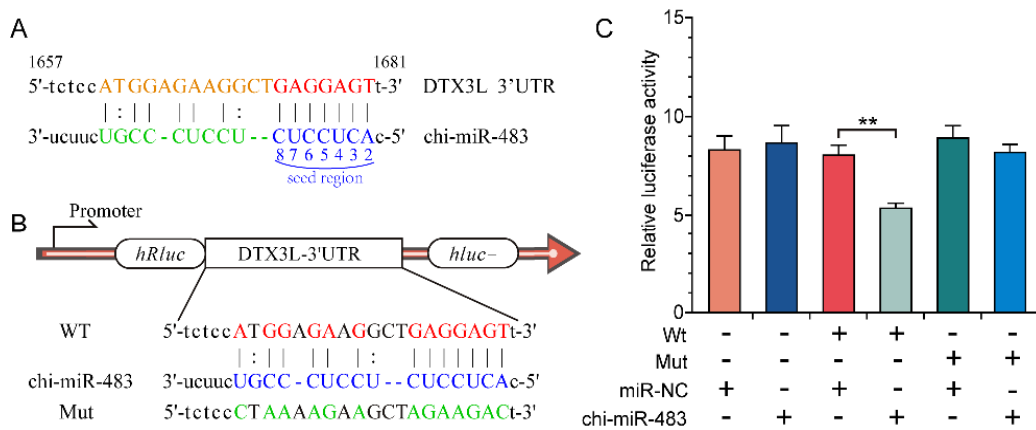 A
1657 1681
5'-tctccATGGAGAAGGCTGAGGAGTt-3' DTX3L 3'UTR
3'-ucuucUGCC-CUCCU--CUCCUCAc-5' chi-miR-483
8 7 6 5 4 3 2
seed region
B
Promoter
hRluc DTX3L-3'UTR hluc-
WT 5'-tctccATGGAGAAGGCTGAGGAGTt-3'
chi-miR-483 3'-ucuucUGCC-CUCCU--CUCCUCAc-5'
Mut 5'-tctccCTAAAAGAAGCTAGAAGACt-3'
C
Relative luciferase activity
15
10
5
0
**
Wt - - + + - -
Mut - - - - + +
miR-NC + - + - + -
chi-miR-483 - + - + - +